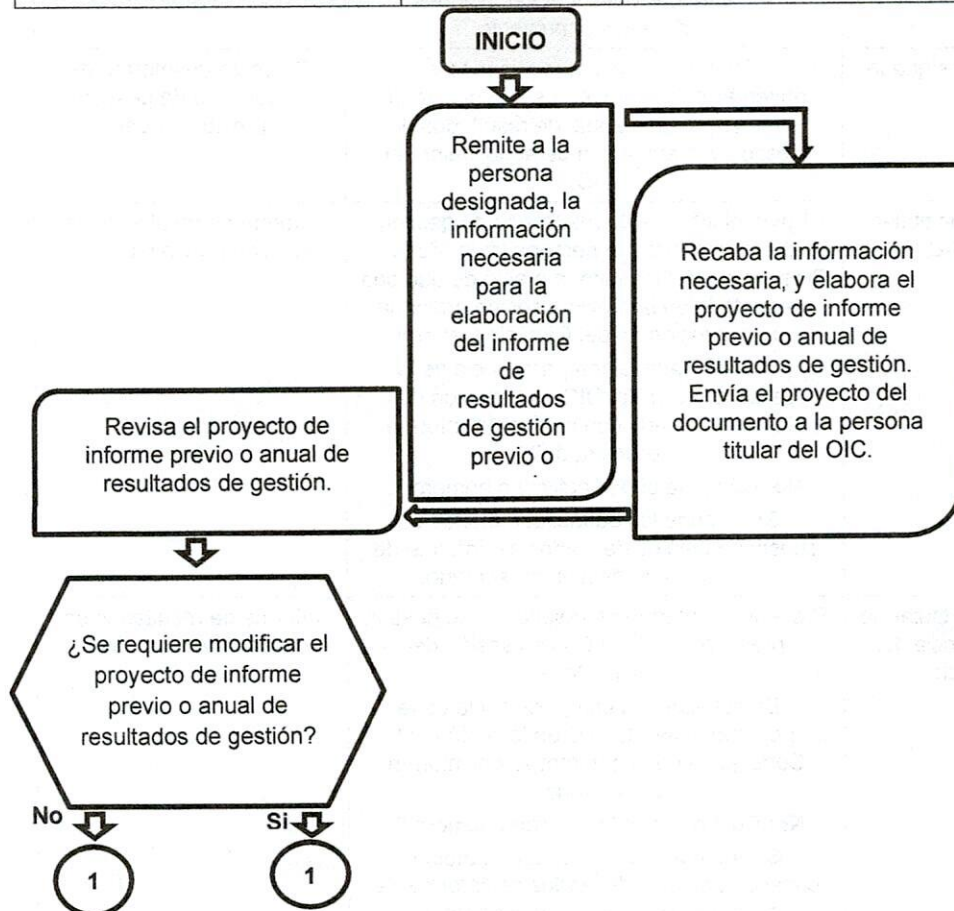 INICIO
Remite a la
persona
designada, la
información
necesaria
para la
elaboración
del informe
de
resultados
de gestión
previo o
Recaba la información
necesaria, y elabora el
proyecto de informe
previo o anual de
resultados de gestión.
Envía el proyecto del
documento a la persona
titular del OIC.
Revisa el proyecto de
informe previo o anual de
resultados de gestión.
¿Se requiere modificar el
proyecto de informe
previo o anual de
resultados de gestión?
No
Si
1
1